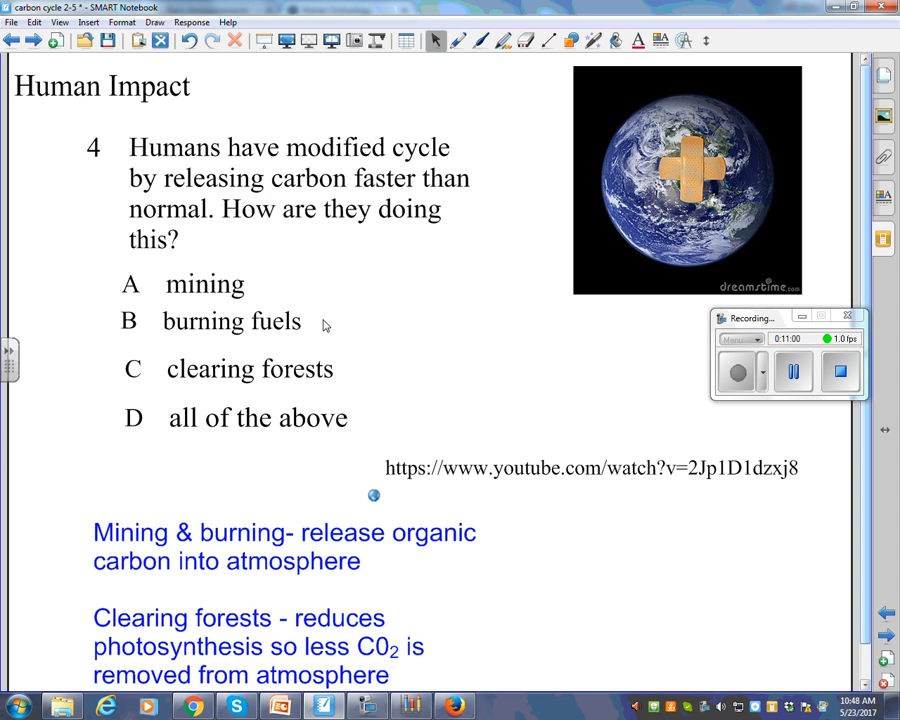 carbon cycle 2-5 * - SMART Notebook
File Edit View Insert Format Draw Response Help
Human Impact
4 Humans have modified cycle
by releasing carbon faster than
normal. How are they doing
this?
A mining
B burning fuels
C clearing forests
D all of the above
dreamstime.com
Recording...
Menu 0:11:00 1.0 fps
https://www.youtube.com/watch?v=2Jp1D1dzxj8
Mining & burning- release organic
carbon into atmosphere
Clearing forests - reduces
photosynthesis so less C0₂ is
removed from atmosphere
10:48 AM
5/23/2017